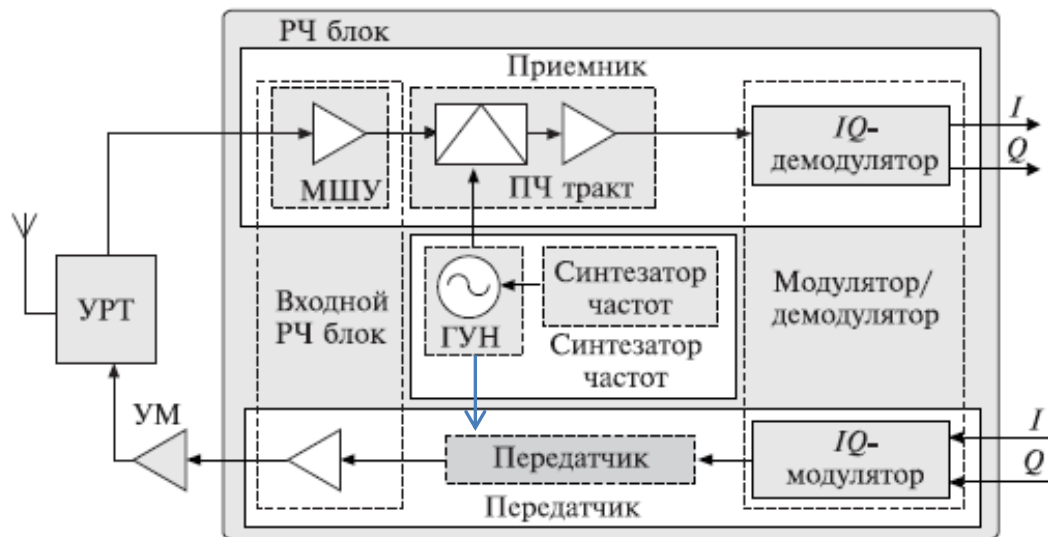 РЧ блок
Приемник
МШУ
ПЧ тракт
IQ-
демодулятор
I
Q
УРТ
Входной
РЧ блок
ГУН
Синтезатор
частот
Синтезатор
частот
Модулятор/
демодулятор
УМ
Передатчик
Передатчик
IQ-
модулятор
I
Q